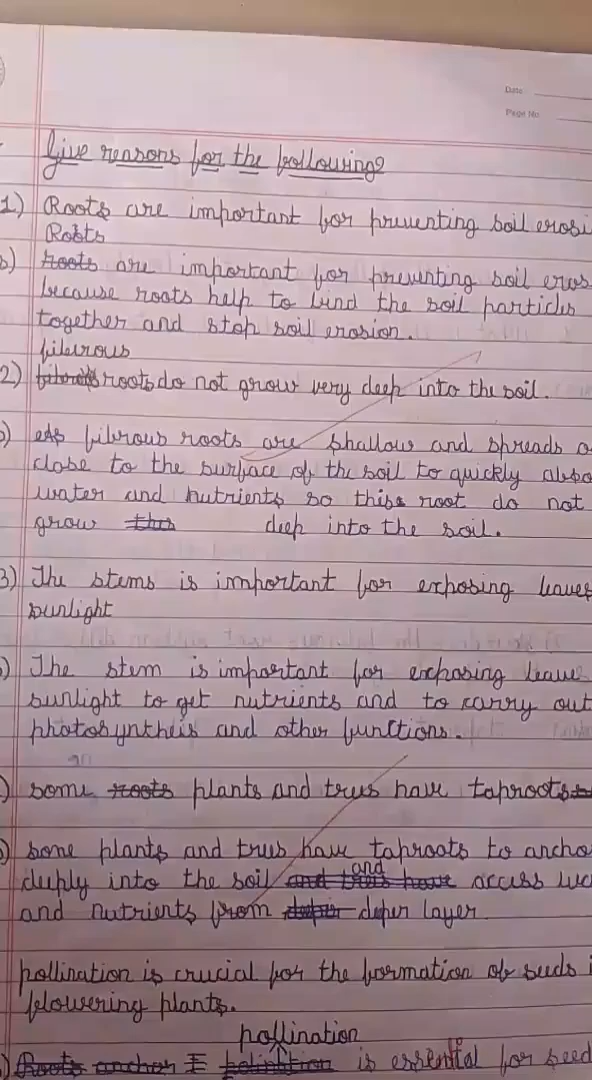 Date
Page No
Give reasons for the following?
1) Roots are important for preventing soil erosi
Roots
s) roots are important for preventing soil eros
because roots help to bind the soil particles
together and stop soil erosion.
fibrous
2) roots do not grow very deep into the soil.
fibrous roots are shallow and spreads
close to the surface of the soil to quickly abso
water and nutrients so this root do not
grow this deep into the soil.
3) The stems is important for exposing leaves
sunlight
) The stem is important for exposing leave
sunlight to get nutrients and to carry out
photosyntheis and other functions.
) some roots plants and trees have taproots
) some plants and trees have taproots to ancho
and
deeply into the soil and trees have access wa
and nutrients from deper layer
pollination is crucial for the formation of seeds i
flowering plants.
pollination
) Roots anchor is essential for seed